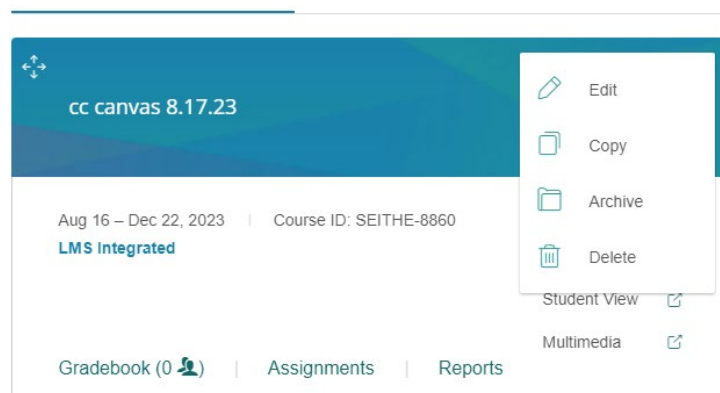 cc canvas 8.17.23
Edit
Copy
Archive
Delete
Aug 16 – Dec 22, 2023
Course ID: SEITHE-8860
LMS Integrated
Student View
Multimedia
Gradebook (0 )
Assignments
Reports